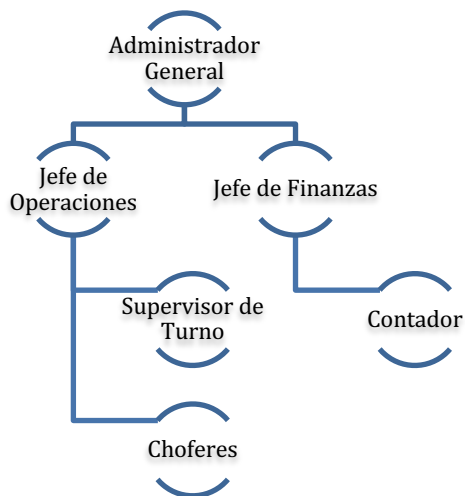 Administrador
General
Jefe de
Operaciones
Jefe de Finanzas
Supervisor de
Turno
Contador
Choferes